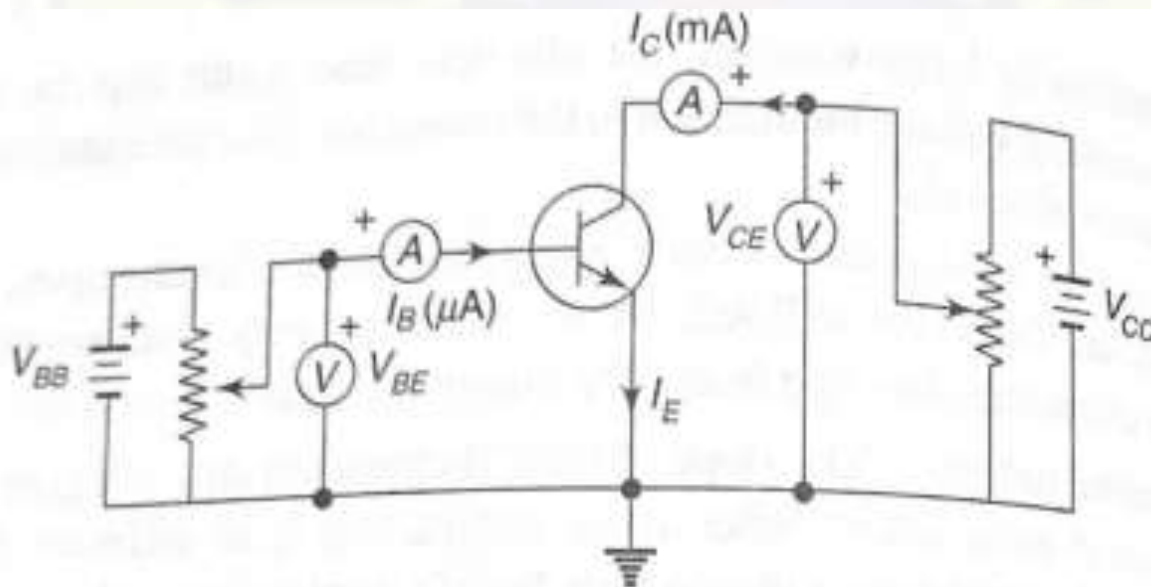 I_C (mA)
+
A
+
V_CE
V
+
A
I_B (μA)
+
V_BB
+
V
V_BE
I_E
+
V_CC